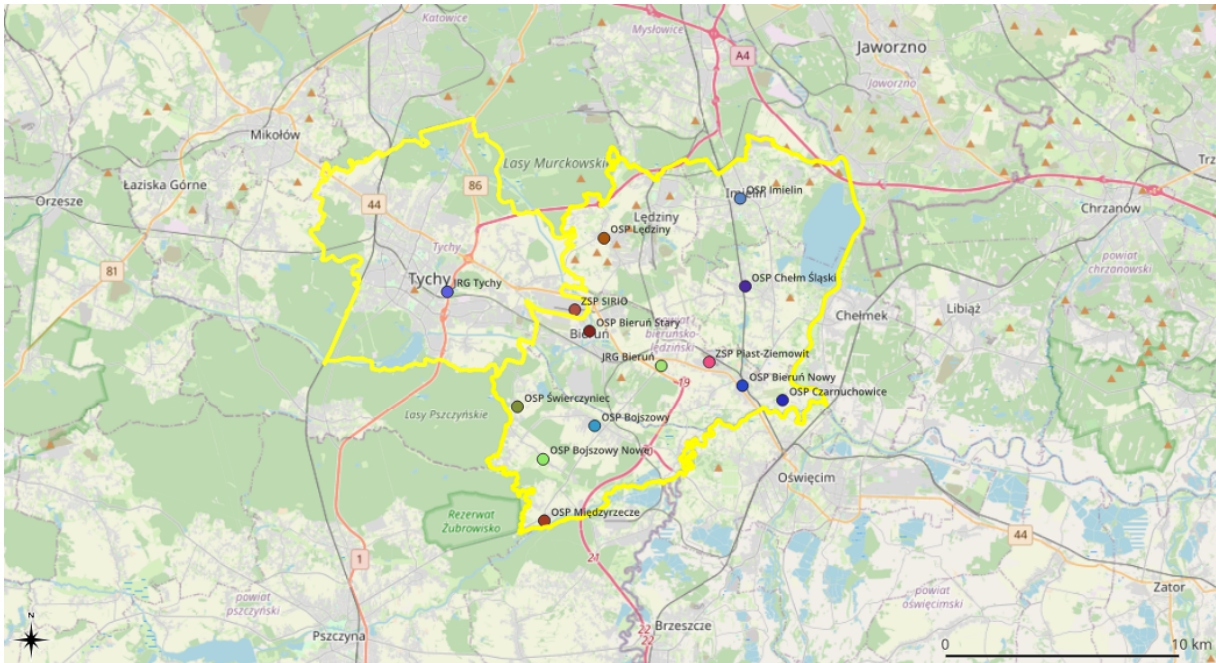 Katowice
Mysłowice
Jaworzno
A4
Jaworzno
Mikołów
Lasy Murckowskie
Łaziska Górne
86
Orzesze
44
OSP Imielin
Imielin
Chrzanów
Lędziny
OSP Lędziny
Tychy
81
powiat
chrzanowski
Tychy
JRG Tychy
OSP Chełm Śląski
ZSP SIRIO
Chełmek
Libiąż
OSP Bieruń Stary
Bieruń
powiat
bieruńsko-
lędziński
JRG Bieruń
ZSP Piast-Ziemowit
19
OSP Bieruń Nowy
OSP Czarnuchowice
OSP Świerczyniec
Lasy Pszczyńskie
OSP Bojszowy
OSP Bojszowy Nowe
Oświęcim
Rezerwat
Żubrowisko
OSP Międzyrzecze
44
1
21
powiat
pszczyński
powiat
oświęcimski
Zator
N
Pszczyna
22
22
Brzeszcze
0
10 km